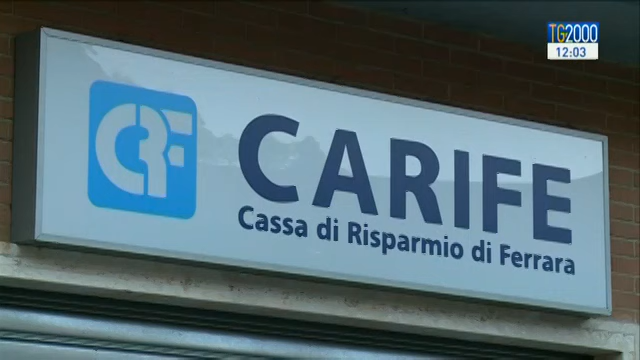 TG2000
12:03
CRF
CARIFE
Cassa di Risparmio di Ferrara